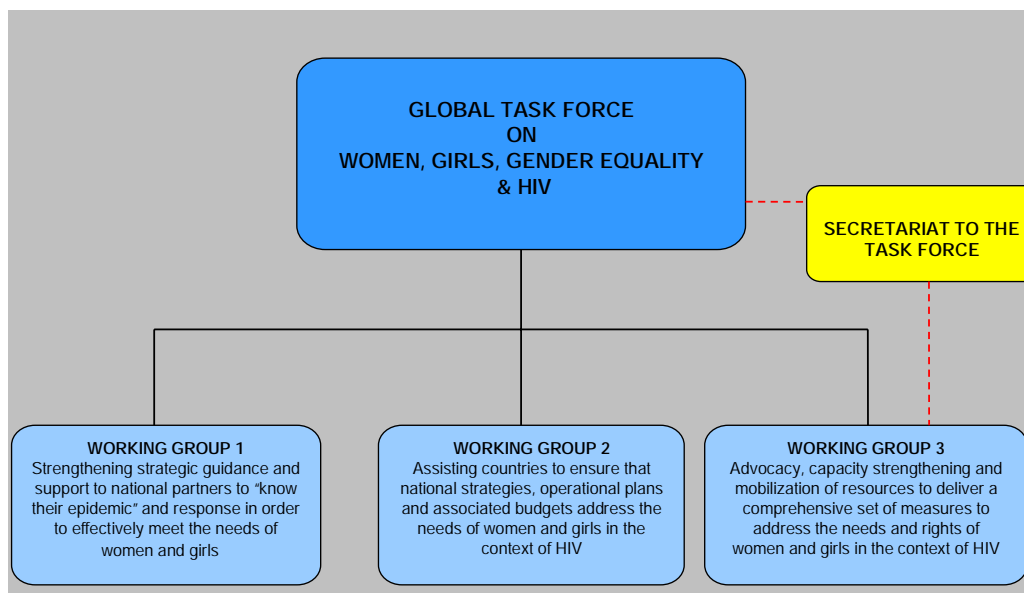 GLOBAL TASK FORCE
ON
WOMEN, GIRLS, GENDER EQUALITY
& HIV
SECRETARIAT TO THE
TASK FORCE
WORKING GROUP 1
Strengthening strategic guidance and
support to national partners to “know
their epidemic” and response in order
to effectively meet the needs of
women and girls
WORKING GROUP 2
Assisting countries to ensure that
national strategies, operational plans
and associated budgets address the
needs of women and girls in the
context of HIV
WORKING GROUP 3
Advocacy, capacity strengthening and
mobilization of resources to deliver a
comprehensive set of measures to
address the needs and rights of
women and girls in the context of HIV